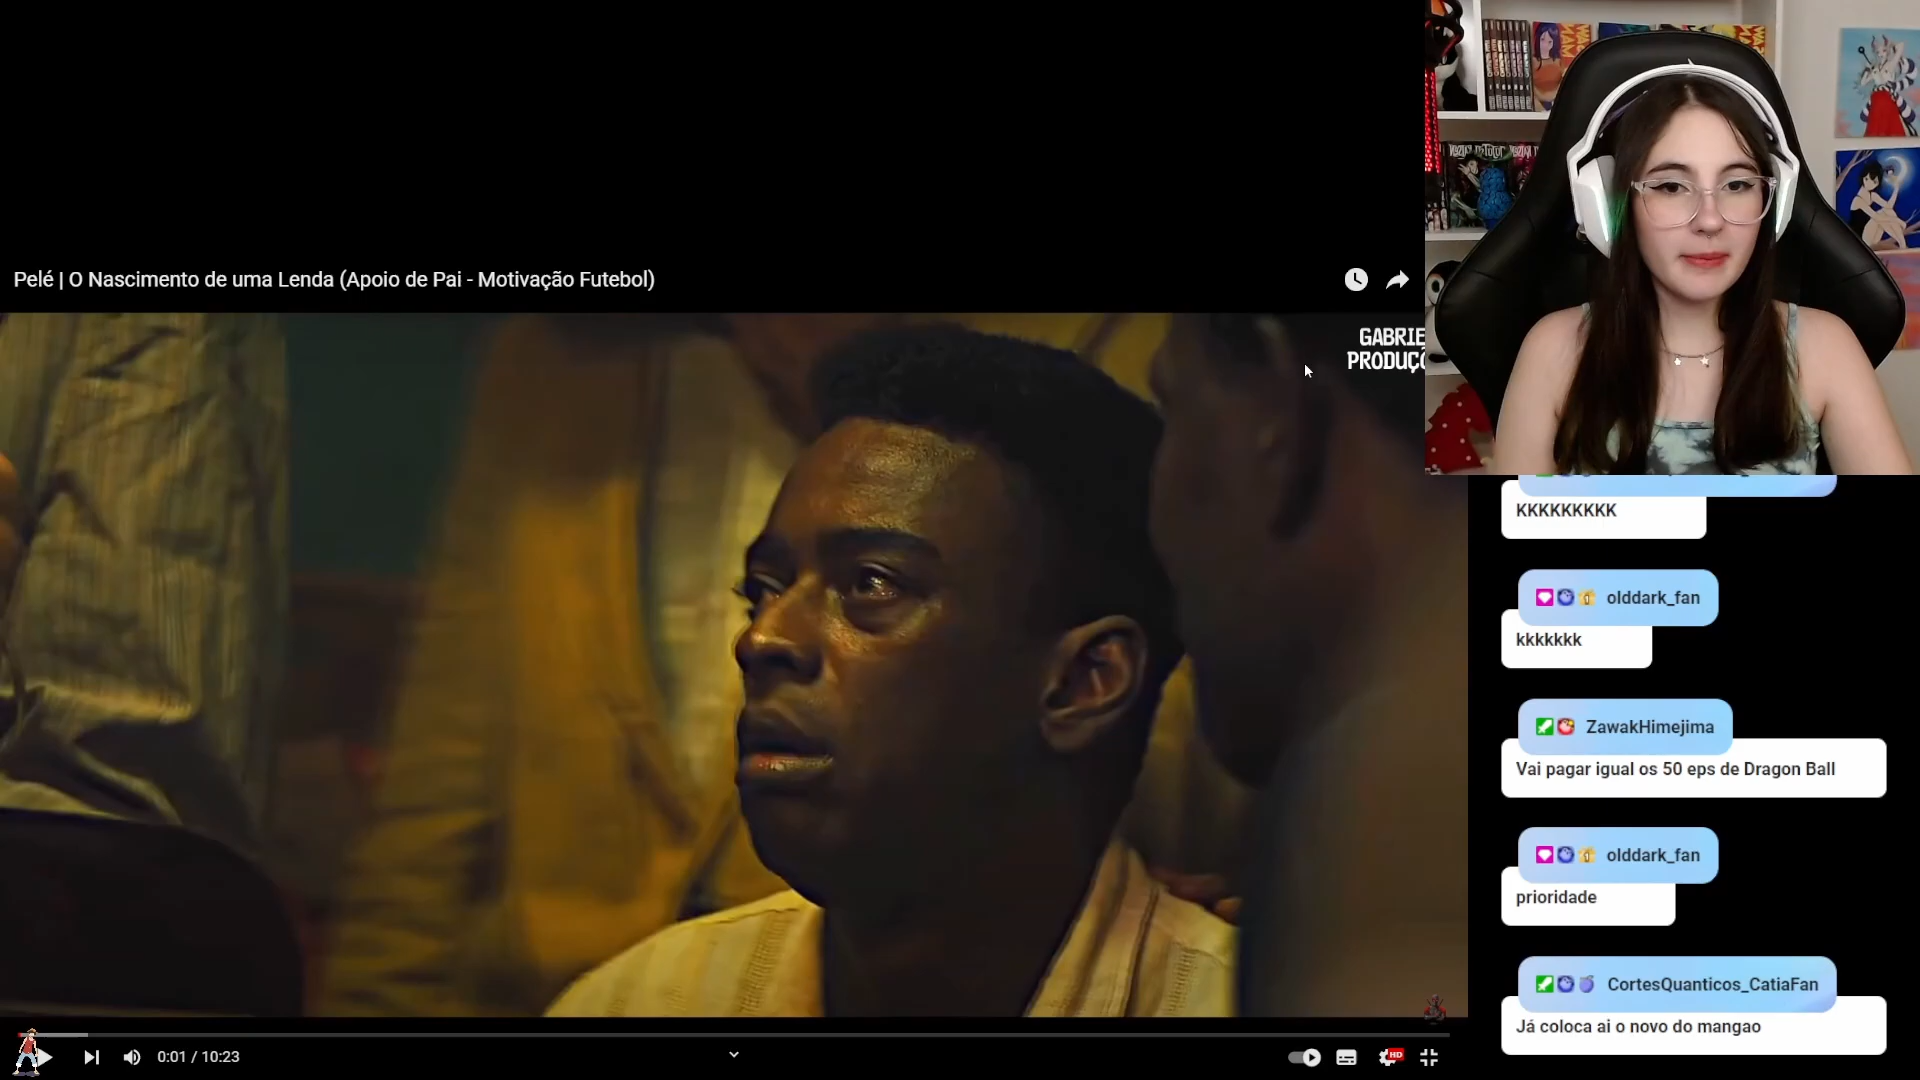 Pelé | O Nascimento de uma Lenda (Apoio de Pai - Motivação Futebol)
GABRIE
PRODUÇ
KKKKKKKKK
olddark_fan
kkkkkkk
ZawakHimejima
Vai pagar igual os 50 eps de Dragon Ball
olddark_fan
prioridade
CortesQuanticos_CatiaFan
Já coloca ai o novo do mangao
0:01 / 10:23
HD